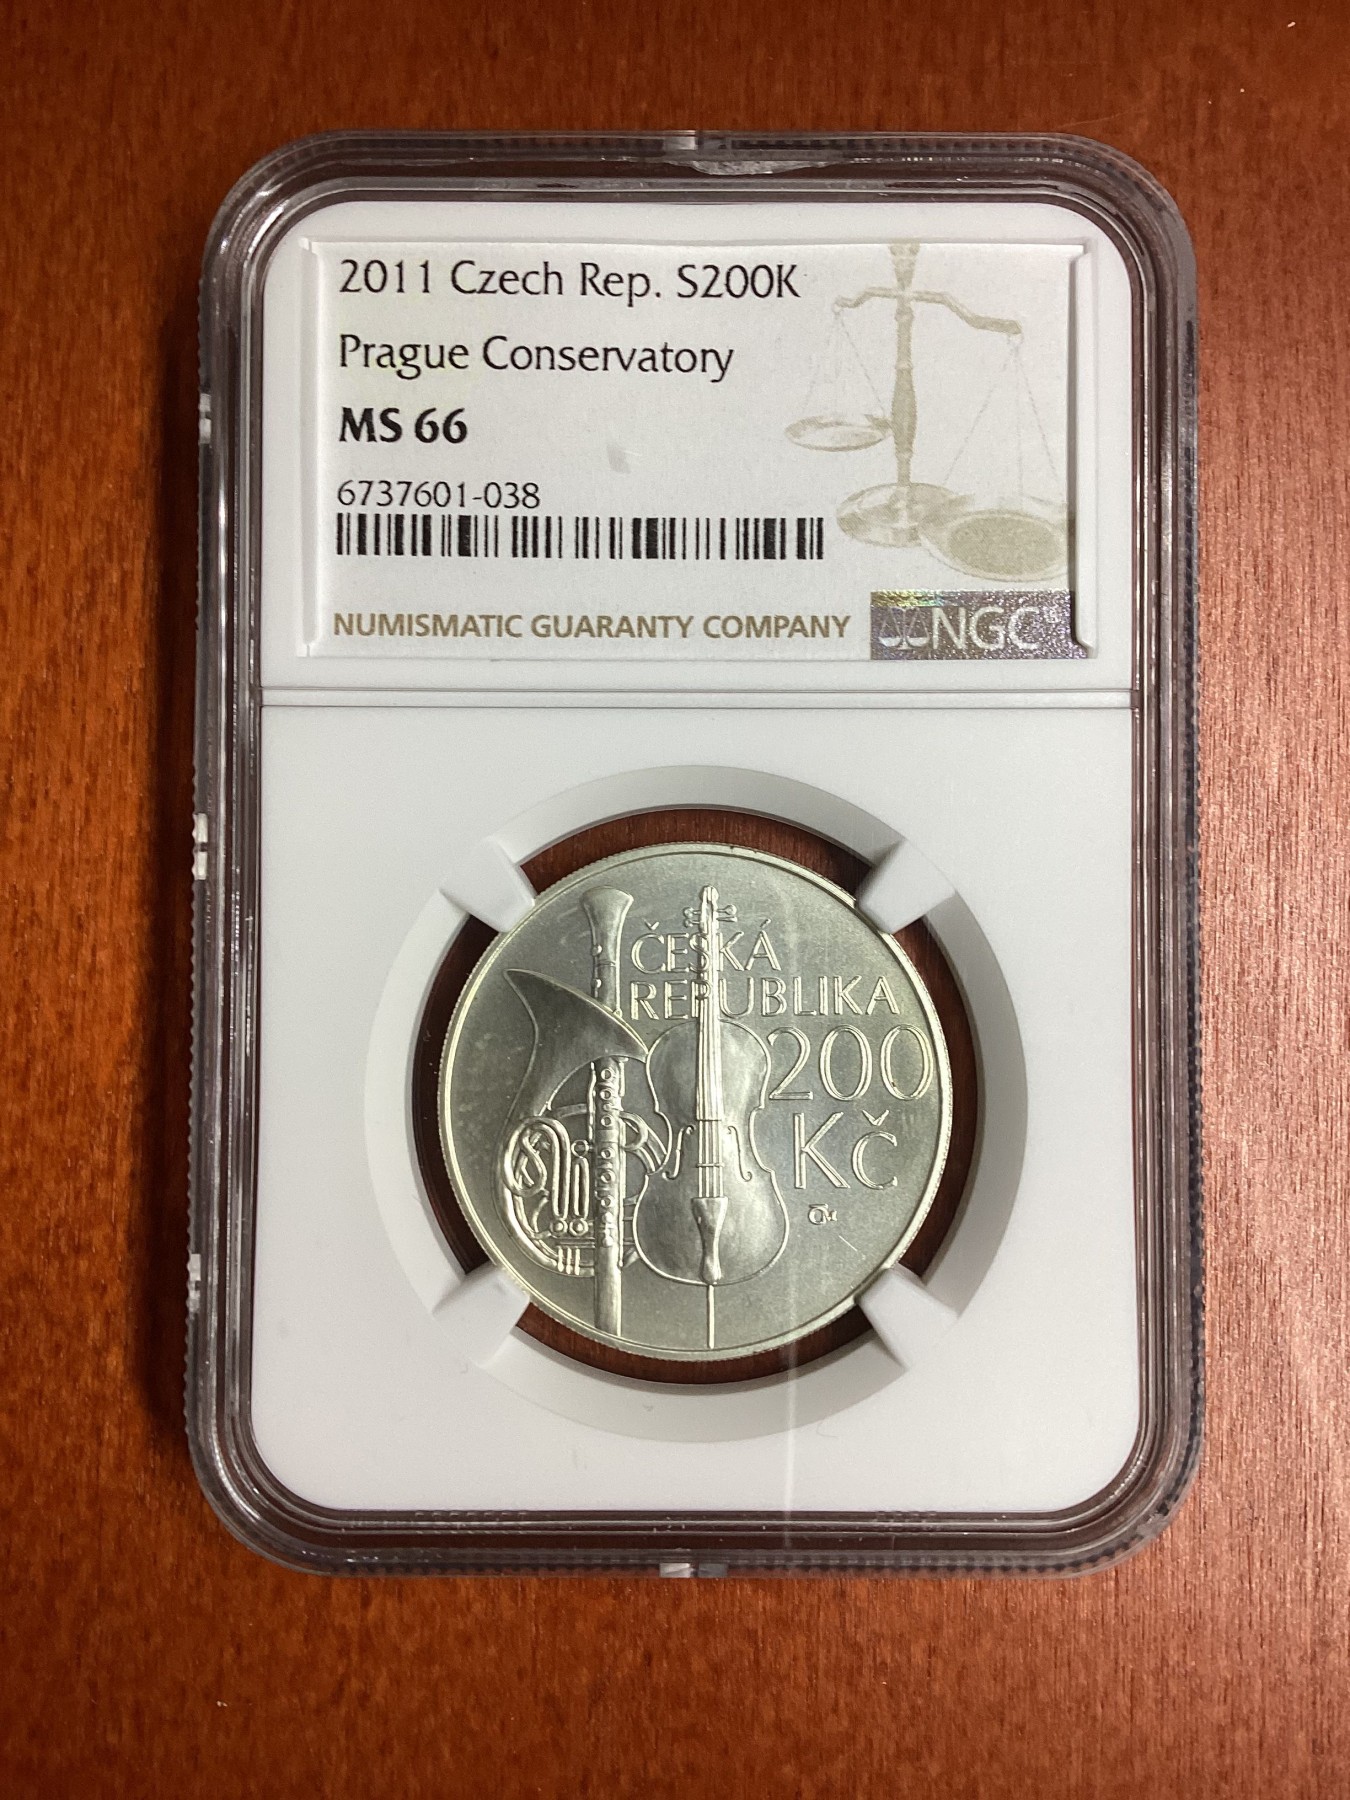 2011 Czech Rep. S200K
Prague Conservatory
MS 66
6737601-038
NUMISMATIC GUARANTY COMPANY
NGC
ČESKÁ
REPUBLIKA
200
Kč